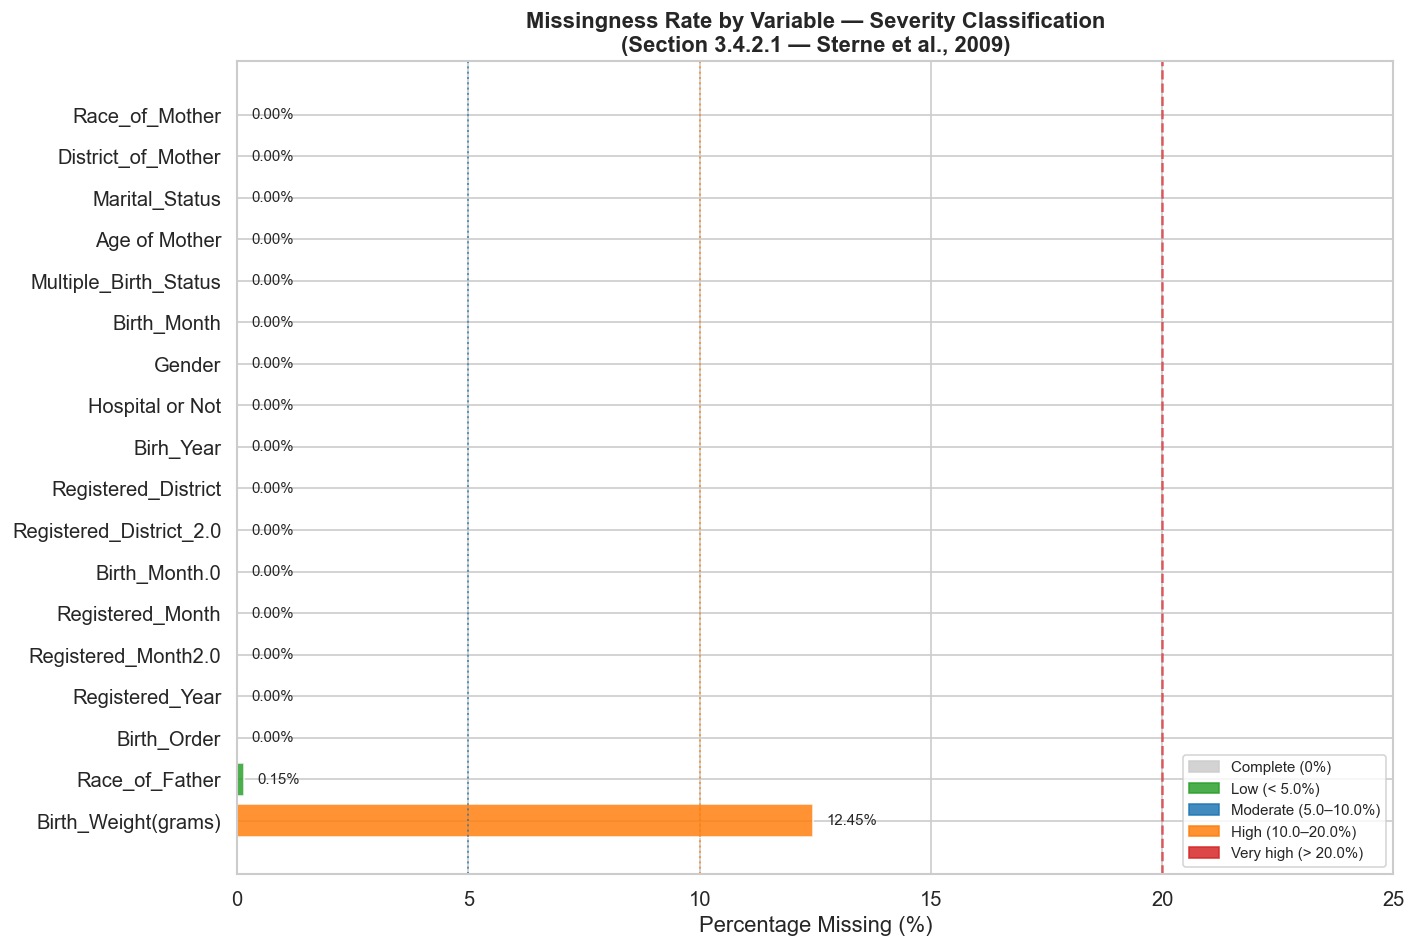 Missingness Rate by Variable — Severity Classification
(Section 3.4.2.1 — Sterne et al., 2009)
Race_of_Mother 0.00%
District_of_Mother 0.00%
Marital_Status 0.00%
Age of Mother 0.00%
Multiple_Birth_Status 0.00%
Birth_Month 0.00%
Gender 0.00%
Hospital or Not 0.00%
Birh_Year 0.00%
Registered_District 0.00%
Registered_District_2.0 0.00%
Birth_Month.0 0.00%
Registered_Month 0.00%
Registered_Month2.0 0.00%
Registered_Year 0.00%
Birth_Order 0.00%
Race_of_Father 0.15%
Birth_Weight(grams) 12.45%
Complete (0%)
Low (< 5.0%)
Moderate (5.0–10.0%)
High (10.0–20.0%)
Very high (> 20.0%)
0 5 10 15 20 25
Percentage Missing (%)